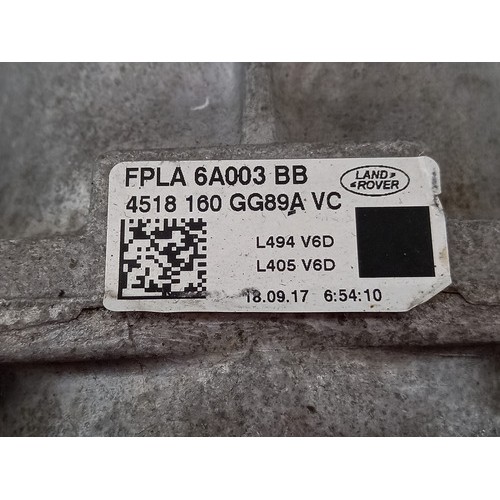 FPLA 6A003 BB
LAND
ROVER
4518 160 GG89A VC
L494 V6D
L405 V6D
18.09.17 6:54:10